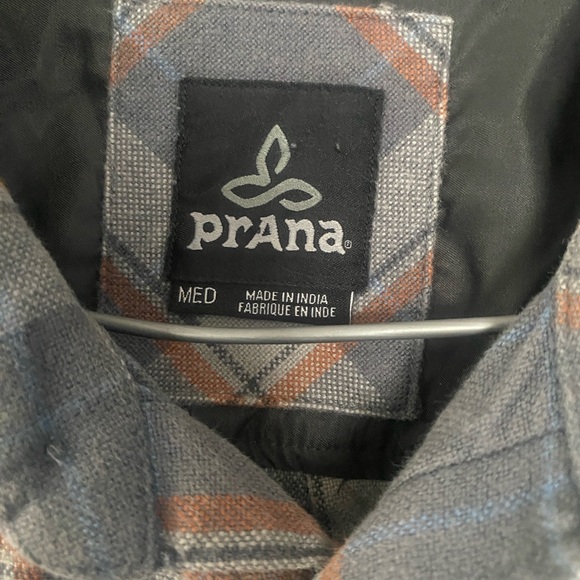 prAna
MED
MADE IN INDIA
FABRIQUE EN INDE